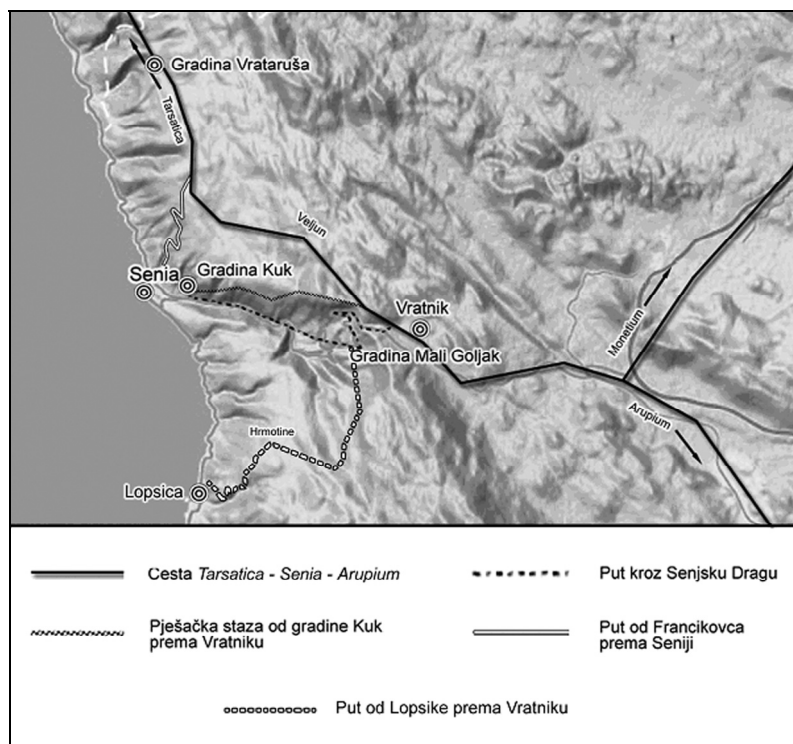 Gradina Vrataruša
Tarsatica
Veljun
Senia
Gradina Kuk
Vratnik
Gradina Mali Goljak
Monetium
Arupium
Hrmotine
Lopsica
Cesta Tarsatica - Senia - Arupium
Put kroz Senjsku Dragu
Pješačka staza od gradine Kuk
prema Vratniku
Put od Francikovca
prema Seniji
Put od Lopsike prema Vratniku